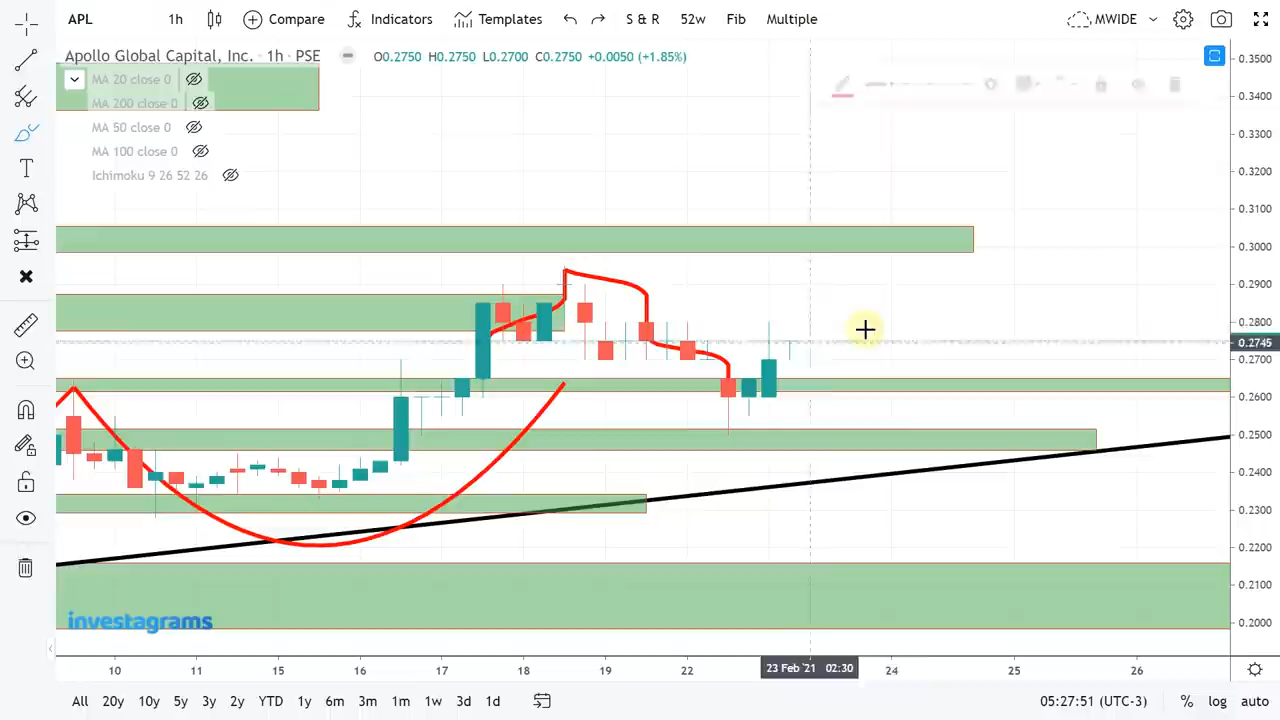 APL 1h Compare Indicators Templates S & R 52w Fib Multiple MWIDE
Apollo Global Capital, Inc. · 1h · PSE O0.2750 H0.2750 L0.2700 C0.2750 +0.0050 (+1.85%)
MA 20 close 0
MA 200 close 0
MA 50 close 0
MA 100 close 0
Ichimoku 9 26 52 26
0.3500
0.3400
0.3300
0.3200
0.3100
0.3000
0.2900
0.2800
0.2745
0.2700
0.2600
0.2500
0.2400
0.2300
0.2200
0.2100
0.2000
investagrams
10 11 15 16 17 18 19 22 23 Feb '21 02:30 24 25 26
All 20y 10y 5y 3y 2y YTD 1y 6m 3m 1m 1w 3d 1d 05:27:51 (UTC-3) % log auto